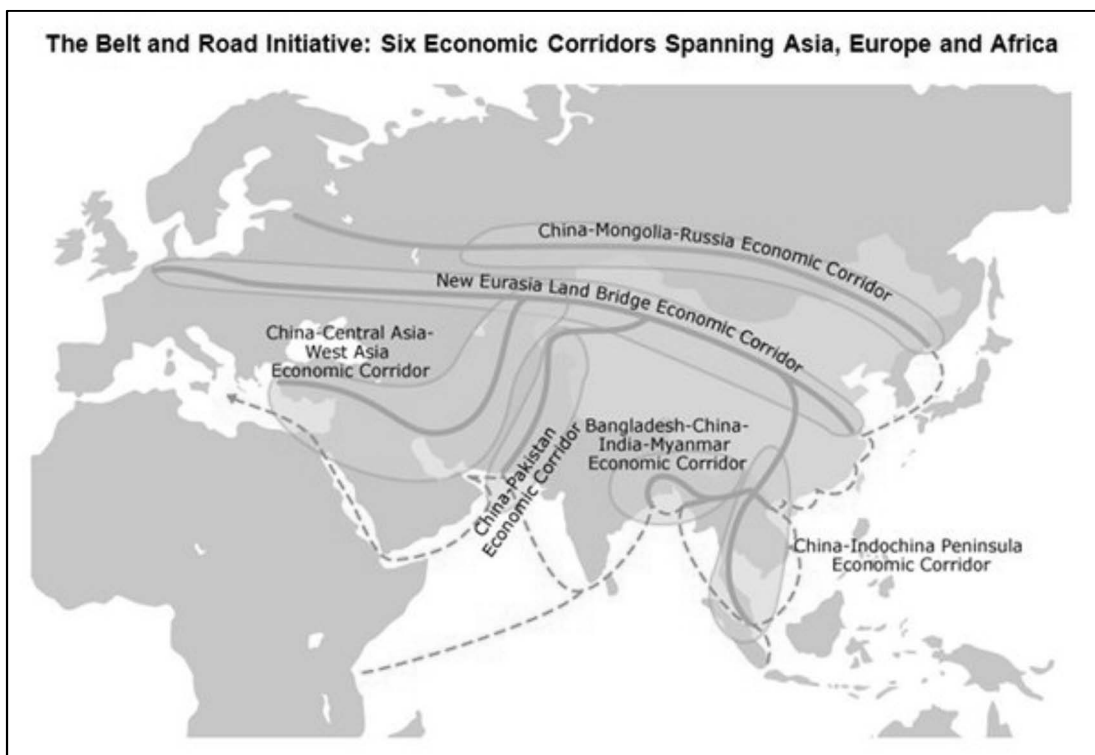 The Belt and Road Initiative: Six Economic Corridors Spanning Asia, Europe and Africa
China-Mongolia-Russia Economic Corridor
New Eurasia Land Bridge Economic Corridor
China-Central Asia-
West Asia
Economic Corridor
China-Pakistan
Economic Corridor
Bangladesh-China-
India-Myanmar
Economic Corridor
China-Indochina Peninsula
Economic Corridor